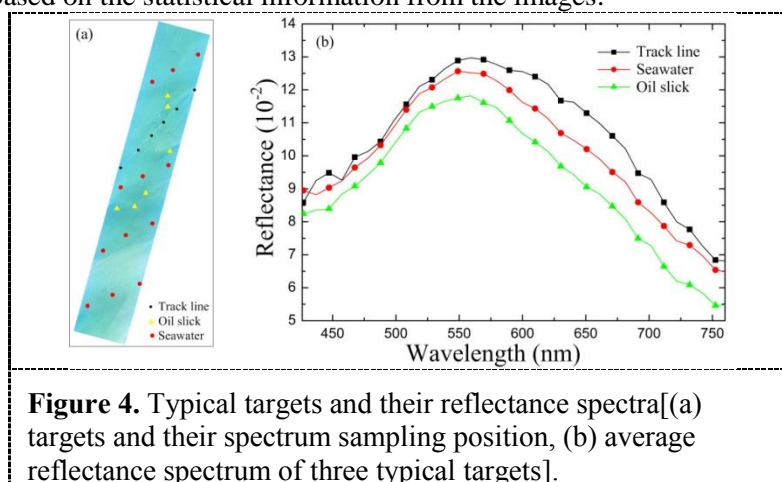 based on the statistical information from the images.
(a)
Track line
Oil slick
Seawater
(b)
Track line
Seawater
Oil slick
14
13
12
11
10
9
8
7
6
5
Reflectance (10⁻²)
450 500 550 600 650 700 750
Wavelength (nm)
Figure 4. Typical targets and their reflectance spectra[(a)
targets and their spectrum sampling position, (b) average
reflectance spectrum of three typical targets].